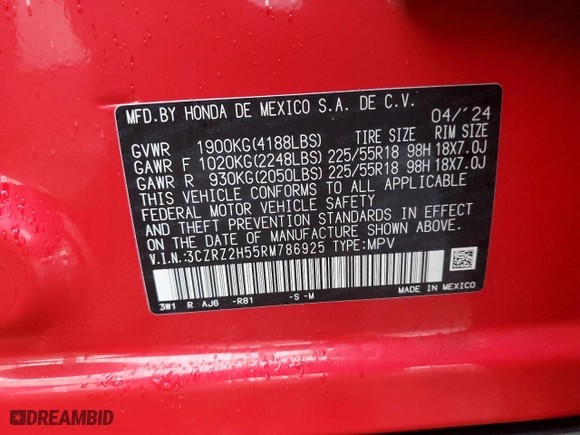 MFD.BY HONDA DE MEXICO S.A. DE C.V.
04/'24
GVWR 1900KG(4188LBS) TIRE SIZE RIM SIZE
GAWR F 1020KG(2248LBS) 225/55R18 98H 18X7.0J
GAWR R 930KG(2050LBS) 225/55R18 98H 18X7.0J
THIS VEHICLE CONFORMS TO ALL APPLICABLE
FEDERAL MOTOR VEHICLE SAFETY
AND THEFT PREVENTION STANDARDS IN EFFECT
ON THE DATE OF MANUFACTURE SHOWN ABOVE.
V.I.N.:3CZRZ2H55RM786925 TYPE:MPV
3W1 R AJ6 -R81 -S -M
MADE IN MEXICO
DREAMBID